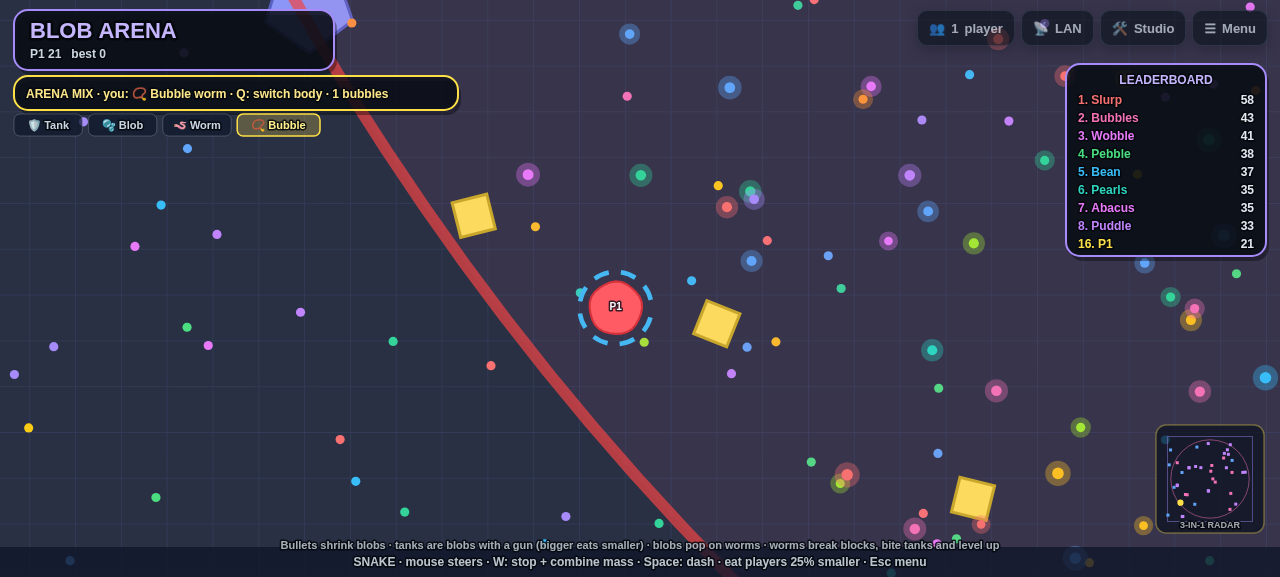 BLOB ARENA
P1 21 best 0
ARENA MIX · you: Bubble worm · Q: switch body · 1 bubbles
Tank Blob Worm Bubble
1 player LAN Studio ☰ Menu
LEADERBOARD
1. Slurp 58
2. Bubbles 43
3. Wobble 41
4. Pebble 38
5. Bean 37
6. Pearls 35
7. Abacus 35
8. Puddle 33
16. P1 21
P1
3-IN-1 RADAR
Bullets shrink blobs · tanks are blobs with a gun (bigger eats smaller) · blobs pop on worms · worms break blocks, bite tanks and level up
SNAKE · mouse steers · W: stop + combine mass · Space: dash · eat players 25% smaller · Esc menu